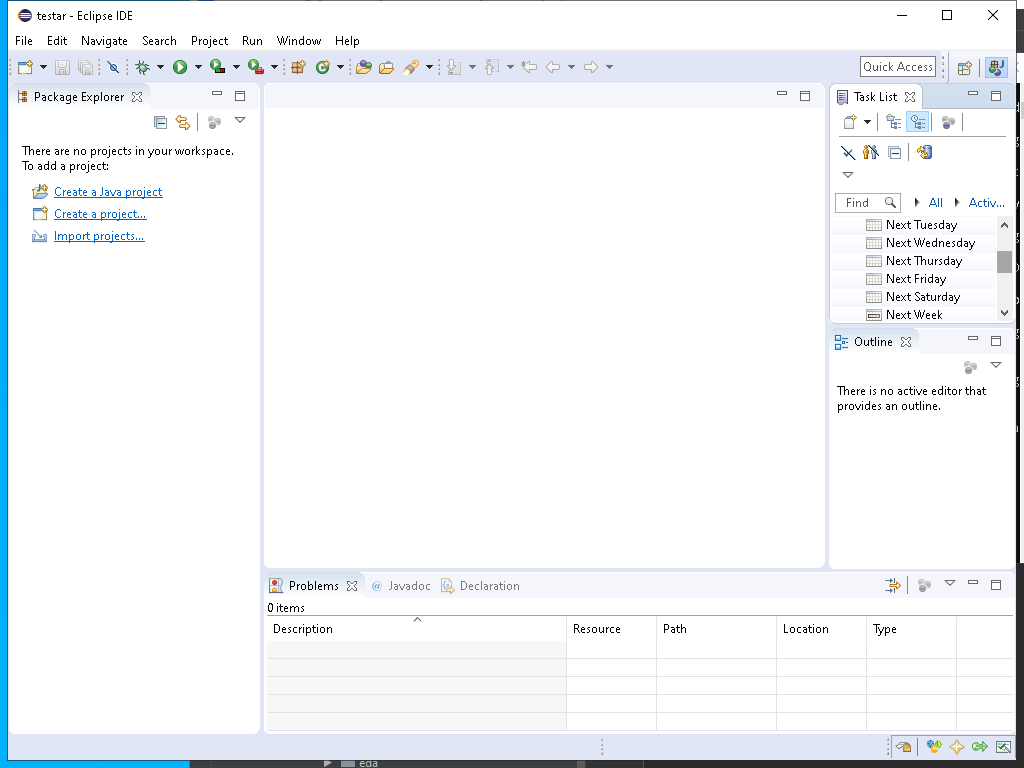 testar - Eclipse IDE
File Edit Navigate Search Project Run Window Help
Quick Access
Package Explorer
There are no projects in your workspace.
To add a project:
Create a Java project
Create a project...
Import projects...
Task List
Find All Activ...
Next Tuesday
Next Wednesday
Next Thursday
Next Friday
Next Saturday
Next Week
Outline
There is no active editor that
provides an outline.
Problems @ Javadoc Declaration
0 items
Description Resource Path Location Type
eda